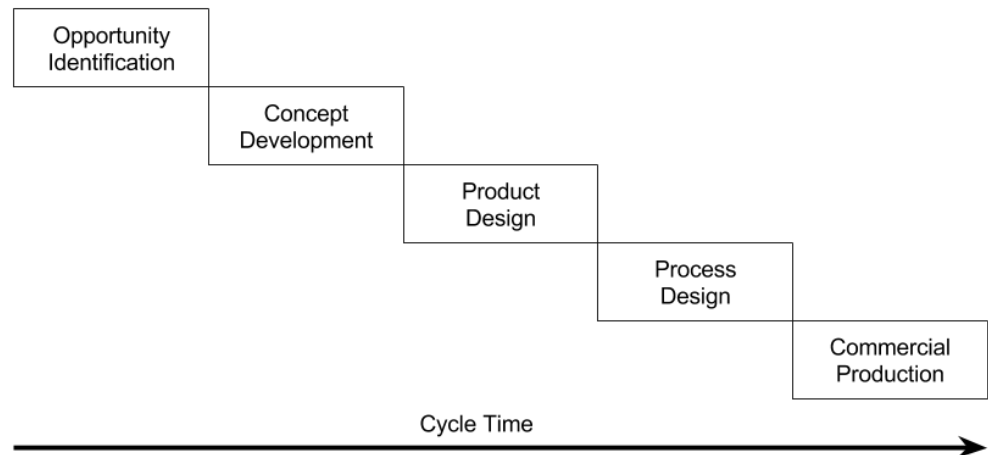 Opportunity
Identification
Concept
Development
Product
Design
Process
Design
Commercial
Production
Cycle Time